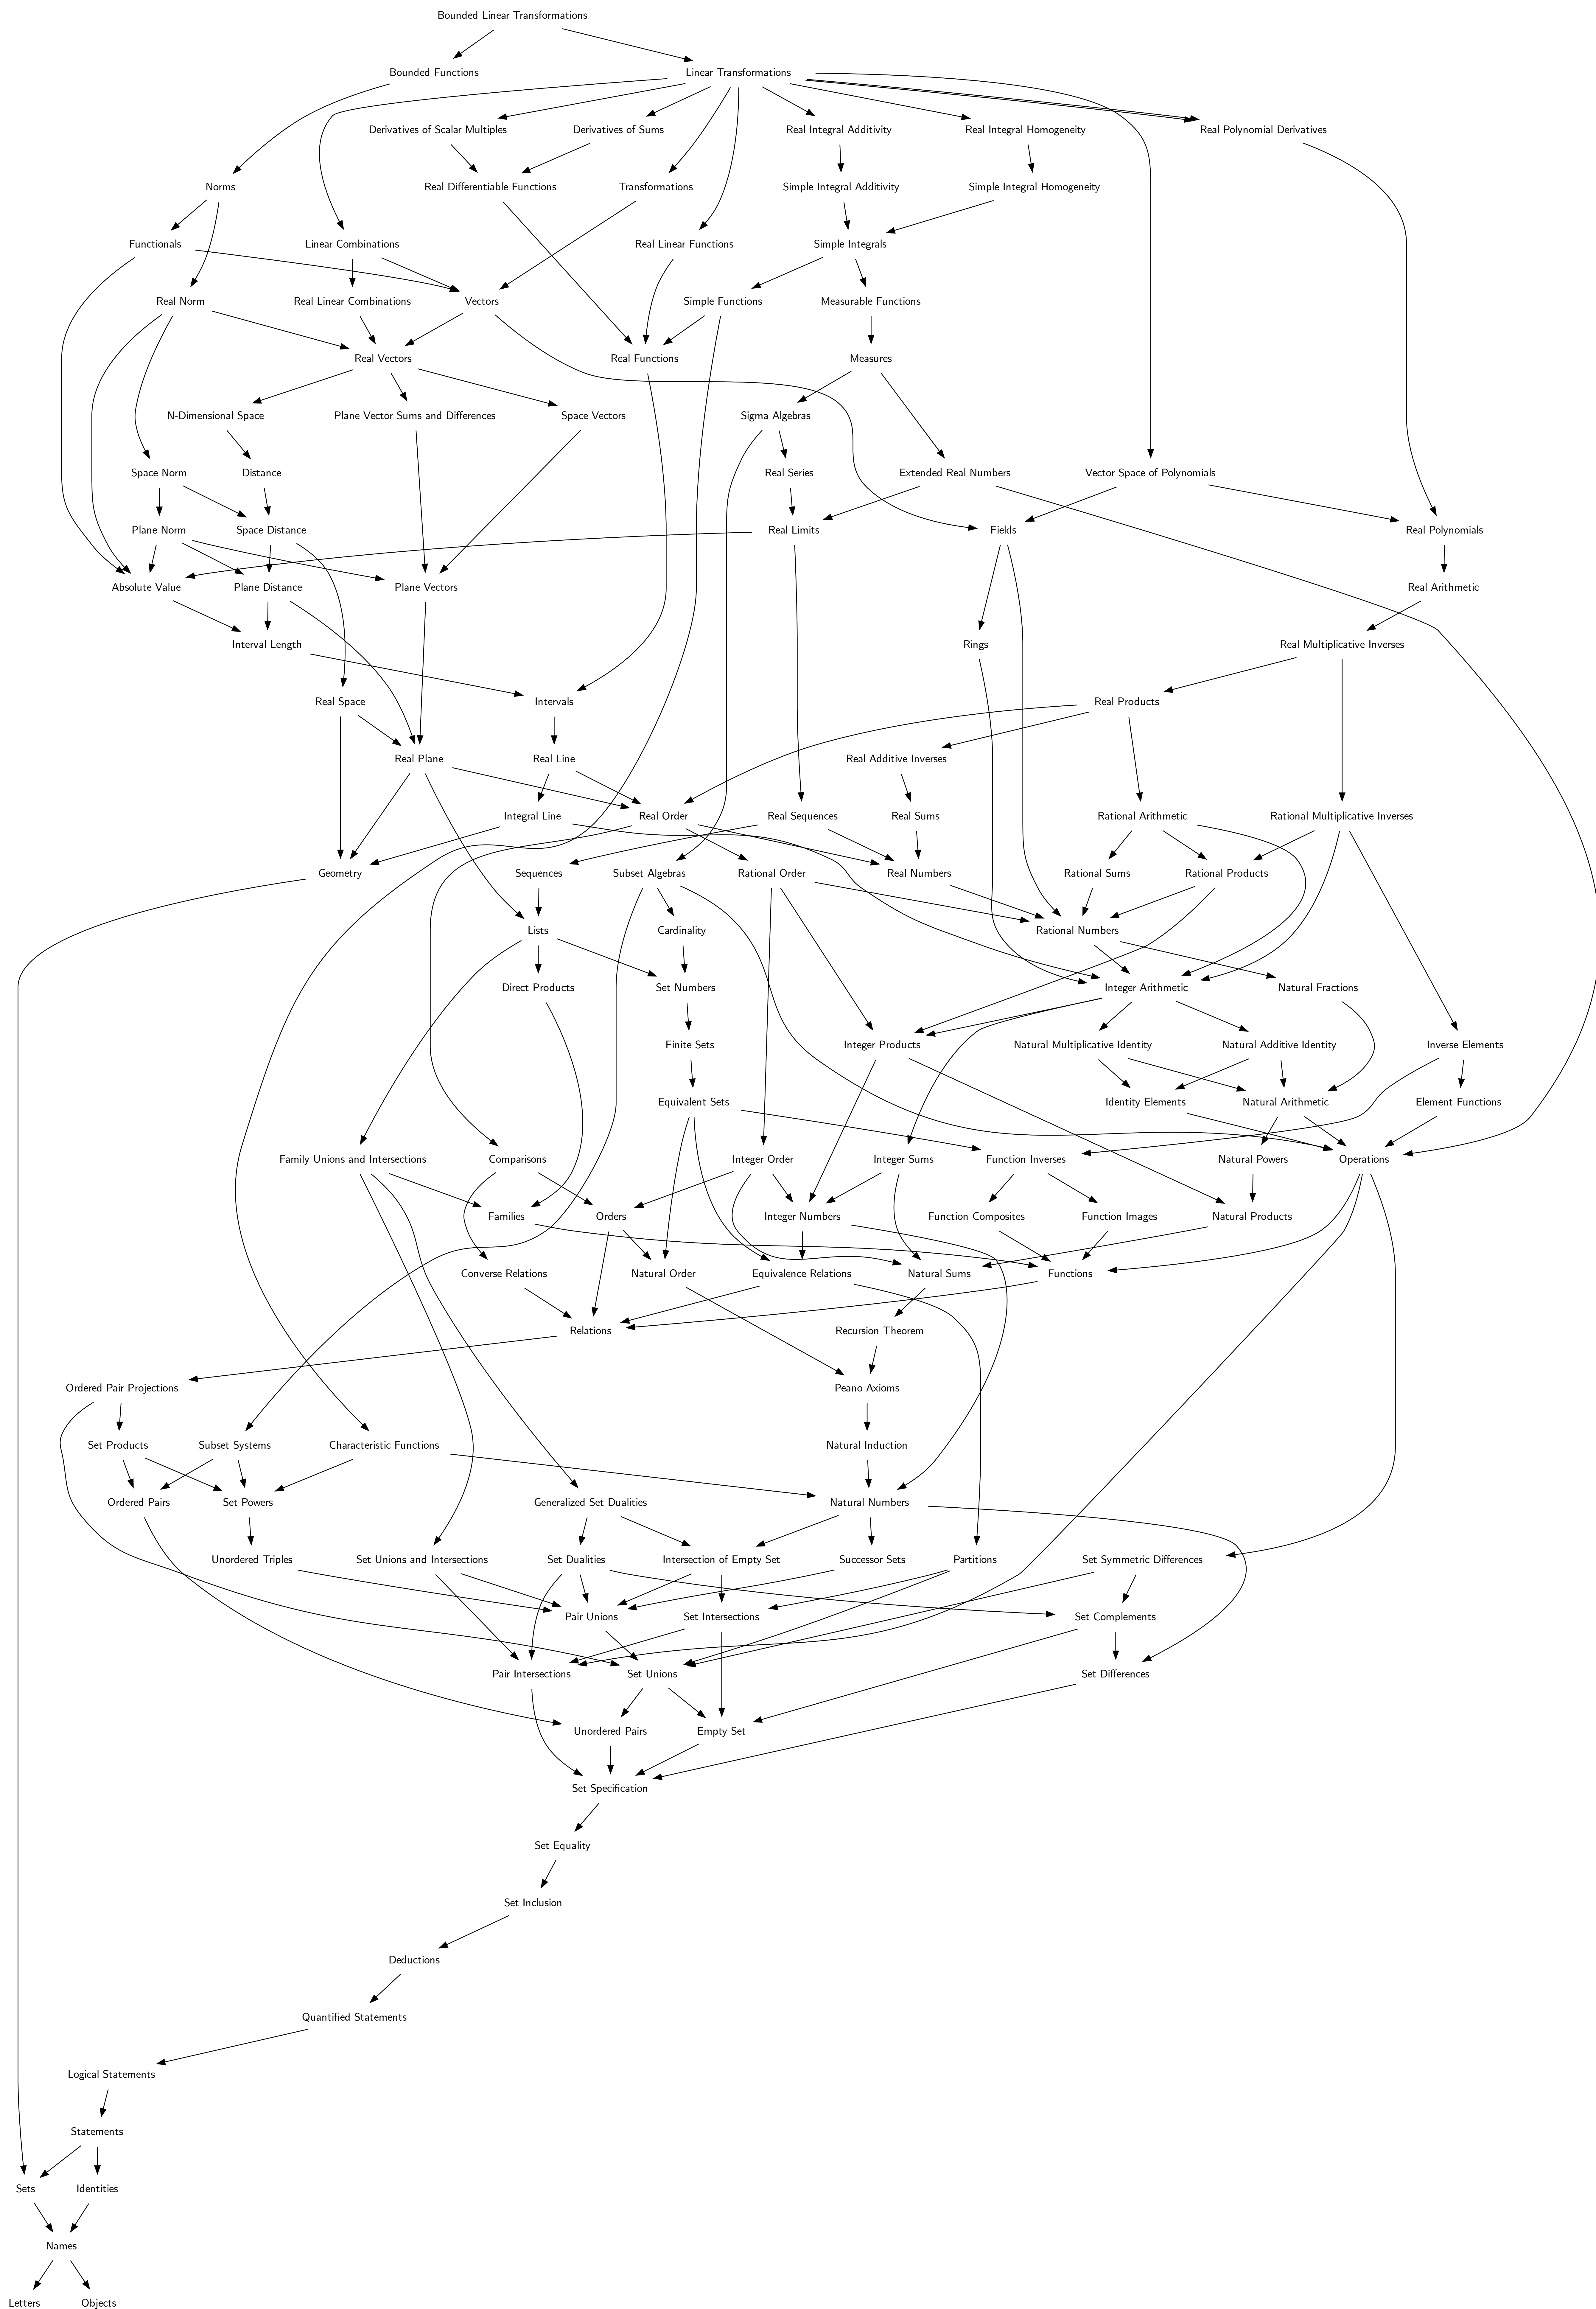 Bounded Linear Transformations
Bounded Functions
Linear Transformations
Derivatives of Scalar Multiples
Derivatives of Sums
Real Integral Additivity
Real Integral Homogeneity
Real Polynomial Derivatives
Norms
Real Differentiable Functions
Transformations
Simple Integral Additivity
Simple Integral Homogeneity
Functionals
Linear Combinations
Real Linear Functions
Simple Integrals
Real Norm
Real Linear Combinations
Vectors
Simple Functions
Measurable Functions
Real Vectors
Real Functions
Measures
N-Dimensional Space
Plane Vector Sums and Differences
Space Vectors
Sigma Algebras
Space Norm
Distance
Real Series
Extended Real Numbers
Vector Space of Polynomials
Plane Norm
Space Distance
Real Limits
Fields
Real Polynomials
Absolute Value
Plane Distance
Plane Vectors
Real Arithmetic
Interval Length
Rings
Real Multiplicative Inverses
Real Space
Intervals
Real Products
Real Plane
Real Line
Real Additive Inverses
Integral Line
Real Order
Real Sequences
Real Sums
Rational Arithmetic
Rational Multiplicative Inverses
Geometry
Sequences
Subset Algebras
Rational Order
Real Numbers
Rational Sums
Rational Products
Lists
Cardinality
Rational Numbers
Direct Products
Set Numbers
Integer Arithmetic
Natural Fractions
Finite Sets
Integer Products
Natural Multiplicative Identity
Natural Additive Identity
Inverse Elements
Equivalent Sets
Identity Elements
Natural Arithmetic
Element Functions
Family Unions and Intersections
Comparisons
Integer Order
Integer Sums
Function Inverses
Natural Powers
Operations
Families
Orders
Integer Numbers
Function Composites
Function Images
Natural Products
Converse Relations
Natural Order
Equivalence Relations
Natural Sums
Functions
Relations
Recursion Theorem
Ordered Pair Projections
Peano Axioms
Set Products
Subset Systems
Characteristic Functions
Natural Induction
Ordered Pairs
Set Powers
Generalized Set Dualities
Natural Numbers
Unordered Triples
Set Unions and Intersections
Set Dualities
Intersection of Empty Set
Successor Sets
Partitions
Set Symmetric Differences
Pair Unions
Set Intersections
Set Complements
Pair Intersections
Set Unions
Set Differences
Unordered Pairs
Empty Set
Set Specification
Set Equality
Set Inclusion
Deductions
Quantified Statements
Logical Statements
Statements
Sets
Identities
Names
Letters
Objects